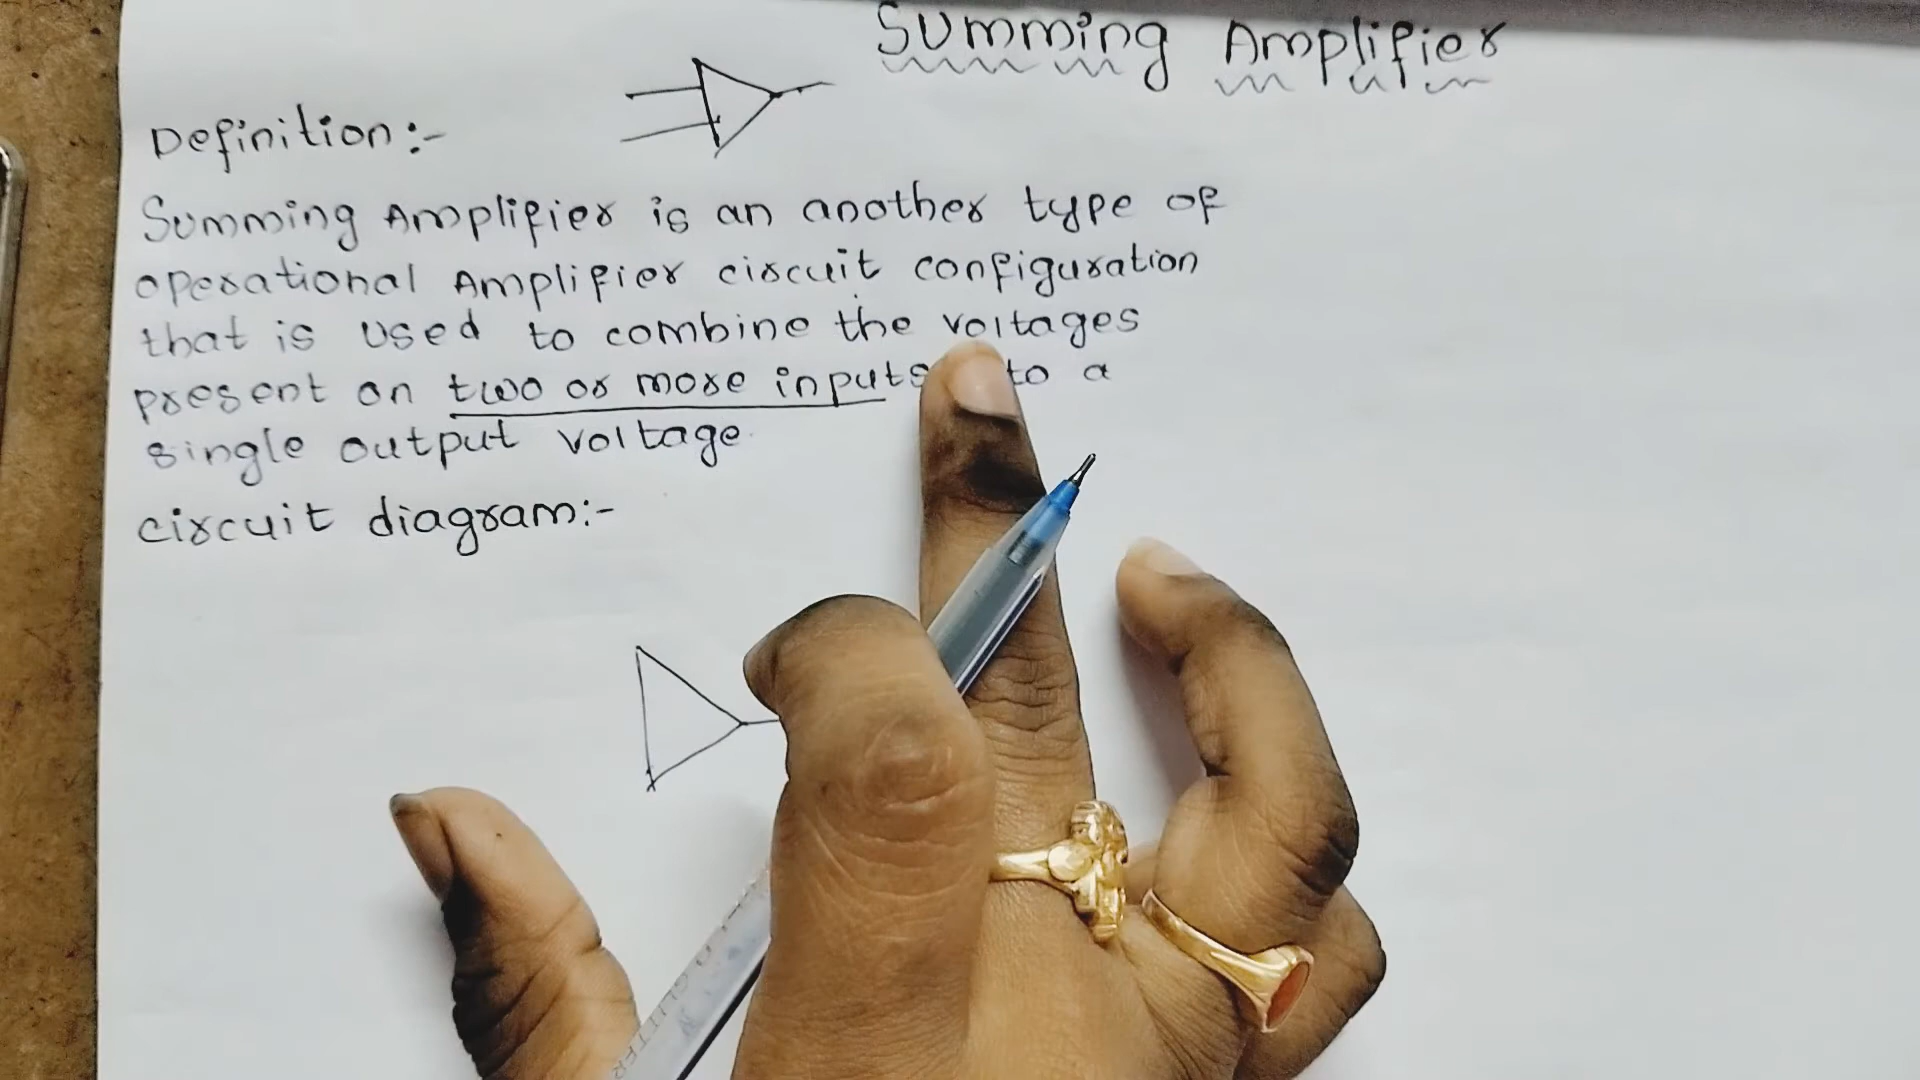 Summing Amplifier
Definition:-
Summing Amplifier is an another type of
operational Amplifier circuit configuration
that is used to combine the voltages
present on two or more inputs to a
single output voltage.
circuit diagram:-
GLITTER